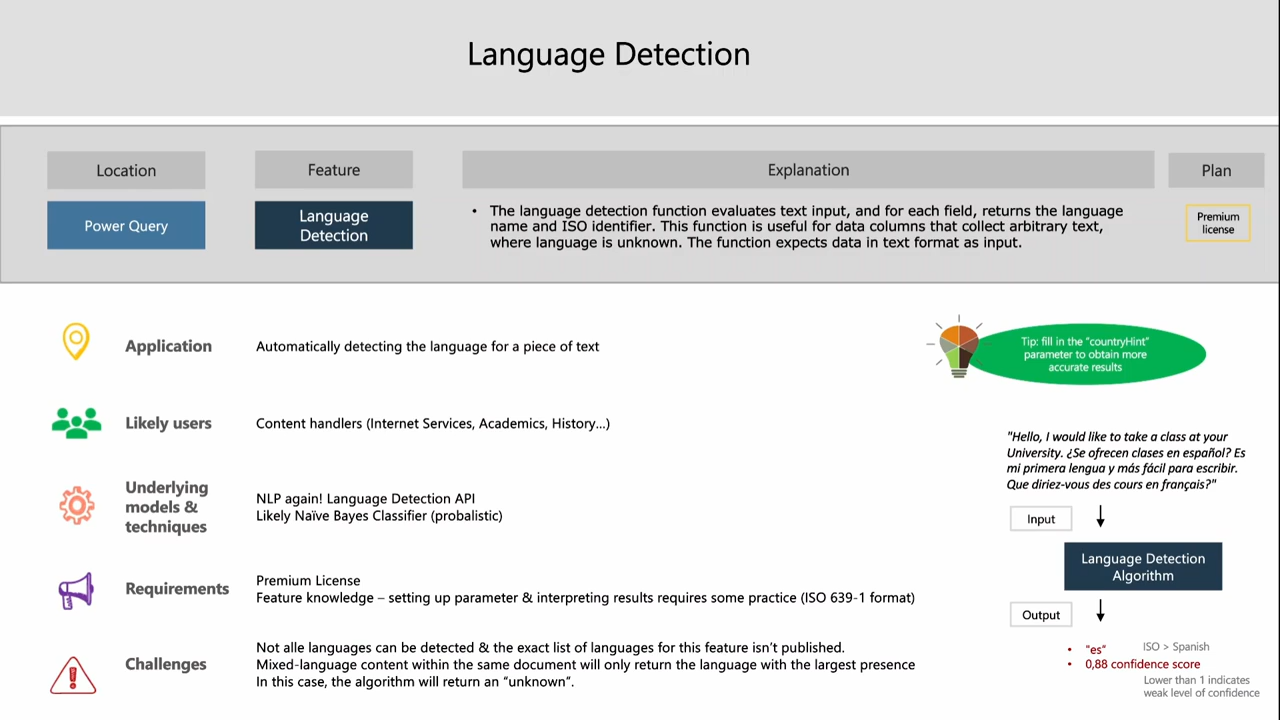 Language Detection
Location
Feature
Explanation
Plan
Power Query
Language
Detection
• The language detection function evaluates text input, and for each field, returns the language
name and ISO identifier. This function is useful for data columns that collect arbitrary text,
where language is unknown. The function expects data in text format as input.
Premium
license
Application
Automatically detecting the language for a piece of text
Tip: fill in the “countryHint”
parameter to obtain more
accurate results
Likely users
Content handlers (Internet Services, Academics, History...)
"Hello, I would like to take a class at your
University. ¿Se ofrecen clases en español? Es
mi primera lengua y más fácil para escribir.
Que diriez-vous des cours en français?"
Underlying
models &
techniques
NLP again! Language Detection API
Likely Naïve Bayes Classifier (probalistic)
Input
Language Detection
Algorithm
Requirements
Premium License
Feature knowledge – setting up parameter & interpreting results requires some practice (ISO 639-1 format)
Output
Challenges
Not alle languages can be detected & the exact list of languages for this feature isn’t published.
Mixed-language content within the same document will only return the language with the largest presence
In this case, the algorithm will return an “unknown”.
• “es”
ISO > Spanish
• 0,88 confidence score
Lower than 1 indicates
weak level of confidence